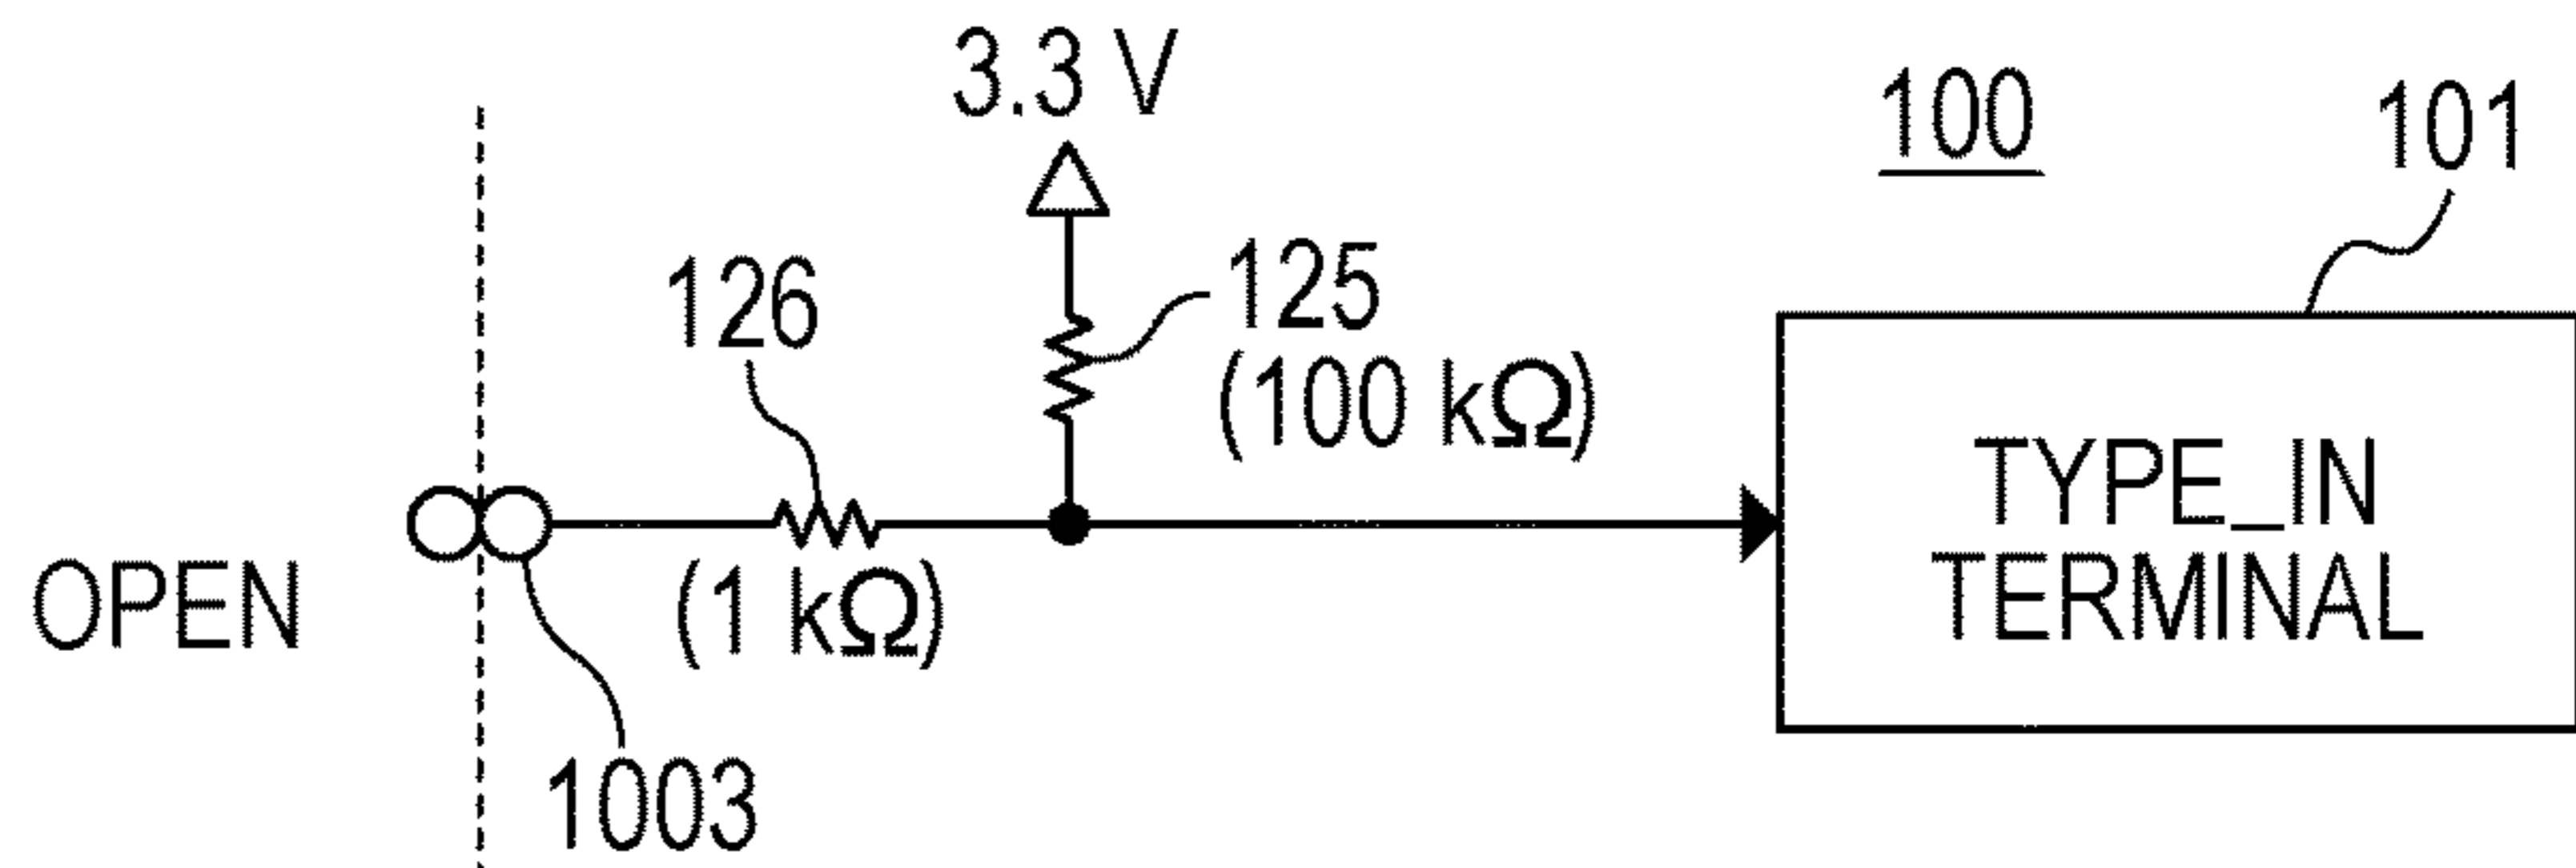 3.3 V
100
101
126
125
(100 kΩ)
TYPE_IN
TERMINAL
OPEN
(1 kΩ)
1003